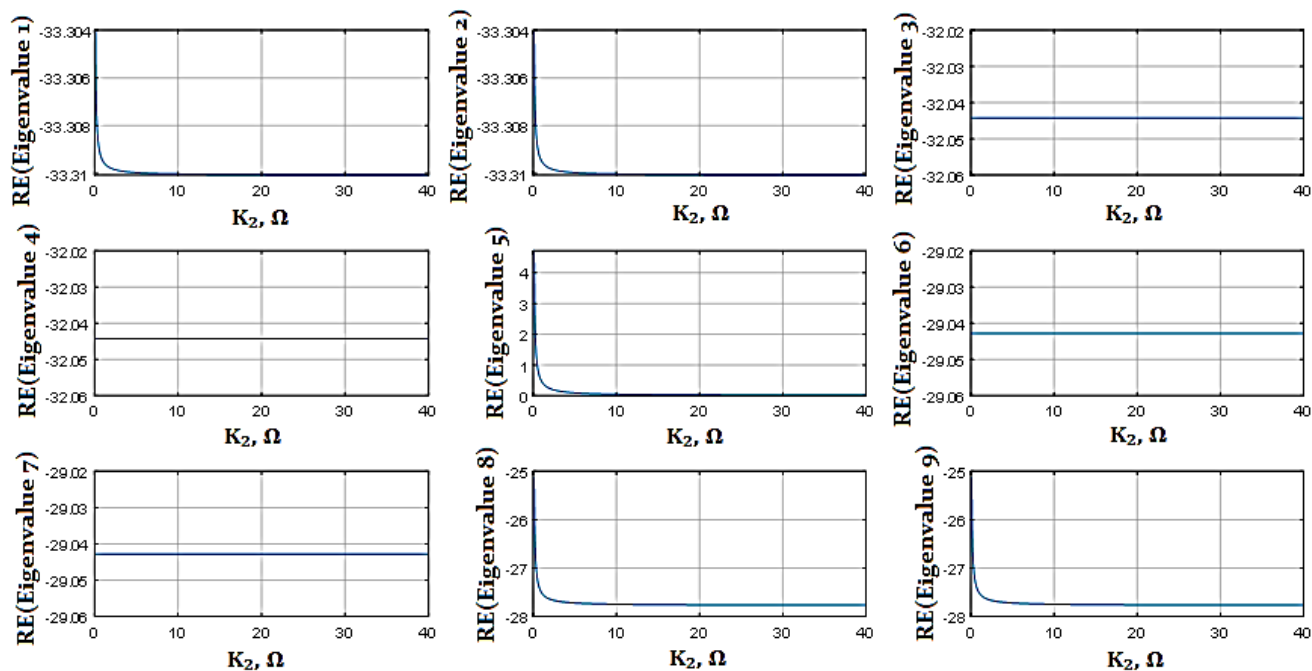 RE(Eigenvalue 1)
-33.304
-33.306
-33.308
-33.31
0 10 20 30 40
K₂, Ω
RE(Eigenvalue 2)
-33.304
-33.306
-33.308
-33.31
0 10 20 30 40
K₂, Ω
RE(Eigenvalue 3)
-32.02
-32.03
-32.04
-32.05
-32.06
0 10 20 30 40
K₂, Ω
RE(Eigenvalue 4)
-32.02
-32.03
-32.04
-32.05
-32.06
0 10 20 30 40
K₂, Ω
RE(Eigenvalue 5)
4
3
2
1
0
0 10 20 30 40
K₂, Ω
RE(Eigenvalue 6)
-29.02
-29.03
-29.04
-29.05
-29.06
0 10 20 30 40
K₂, Ω
RE(Eigenvalue 7)
-29.02
-29.03
-29.04
-29.05
-29.06
0 10 20 30 40
K₂, Ω
RE(Eigenvalue 8)
-25
-26
-27
-28
0 10 20 30 40
K₂, Ω
RE(Eigenvalue 9)
-25
-26
-27
-28
0 10 20 30 40
K₂, Ω